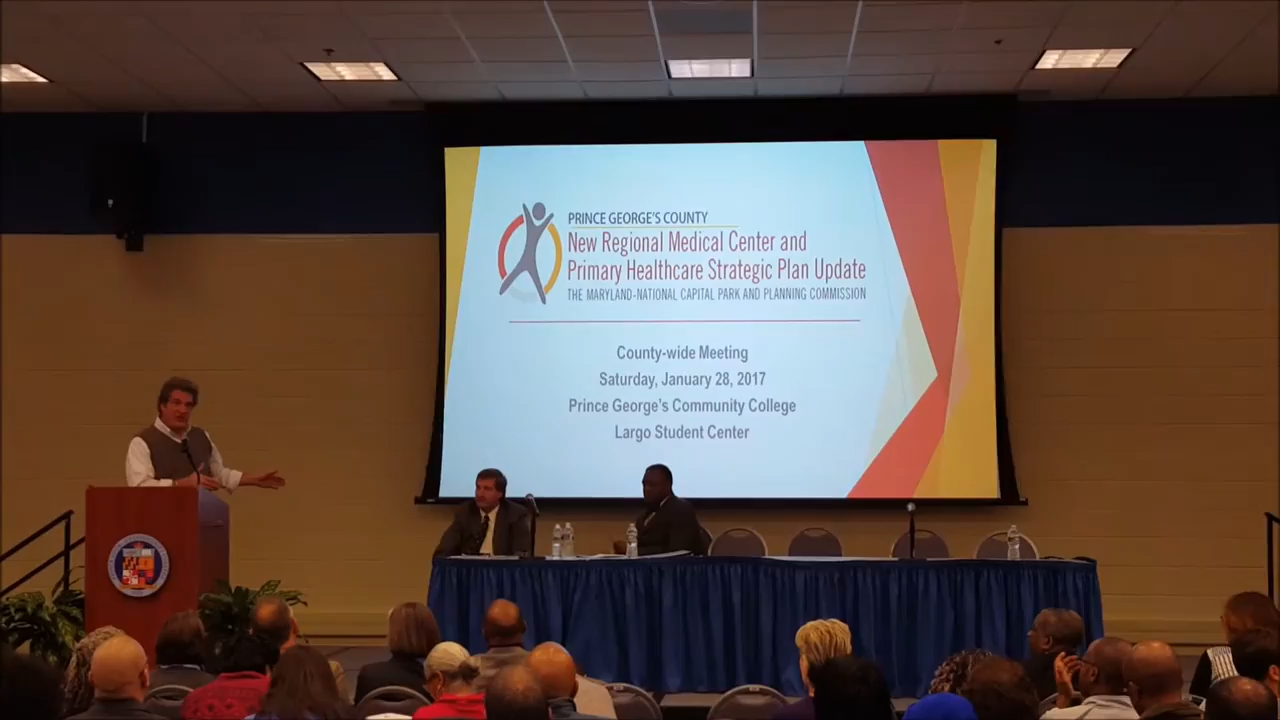 PRINCE GEORGE'S COUNTY
New Regional Medical Center and
Primary Healthcare Strategic Plan Update
THE MARYLAND-NATIONAL CAPITAL PARK AND PLANNING COMMISSION
County-wide Meeting
Saturday, January 28, 2017
Prince George's Community College
Largo Student Center